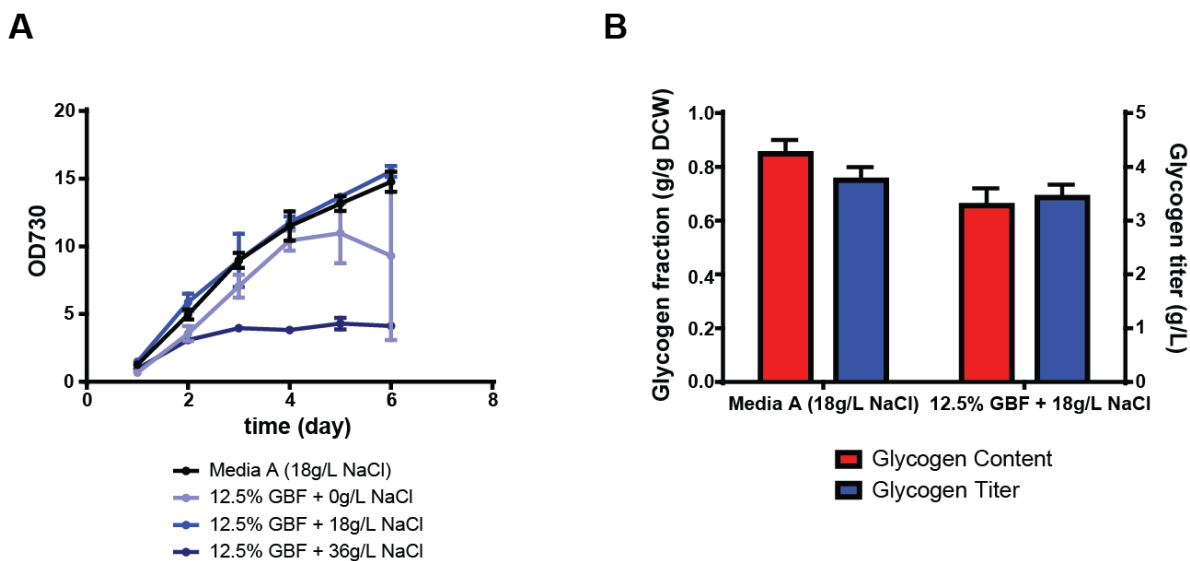 A
OD730
20
15
10
5
0
0 2 4 6 8
time (day)
Media A (18g/L NaCl)
12.5% GBF + 0g/L NaCl
12.5% GBF + 18g/L NaCl
12.5% GBF + 36g/L NaCl
B
Glycogen fraction (g/g DCW)
1.0
0.8
0.6
0.4
0.2
0.0
5
4
3
2
1
0
Glycogen titer (g/L)
Media A (18g/L NaCl) 12.5% GBF + 18g/L NaCl
Glycogen Content
Glycogen Titer